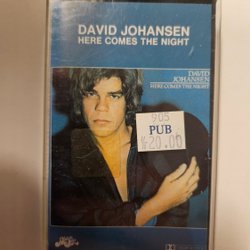 DAVID JOHANSEN
HERE COMES THE NIGHT
DAVID
JOHANSEN
HERE COMES THE NIGHT
905
PUB
$20.00